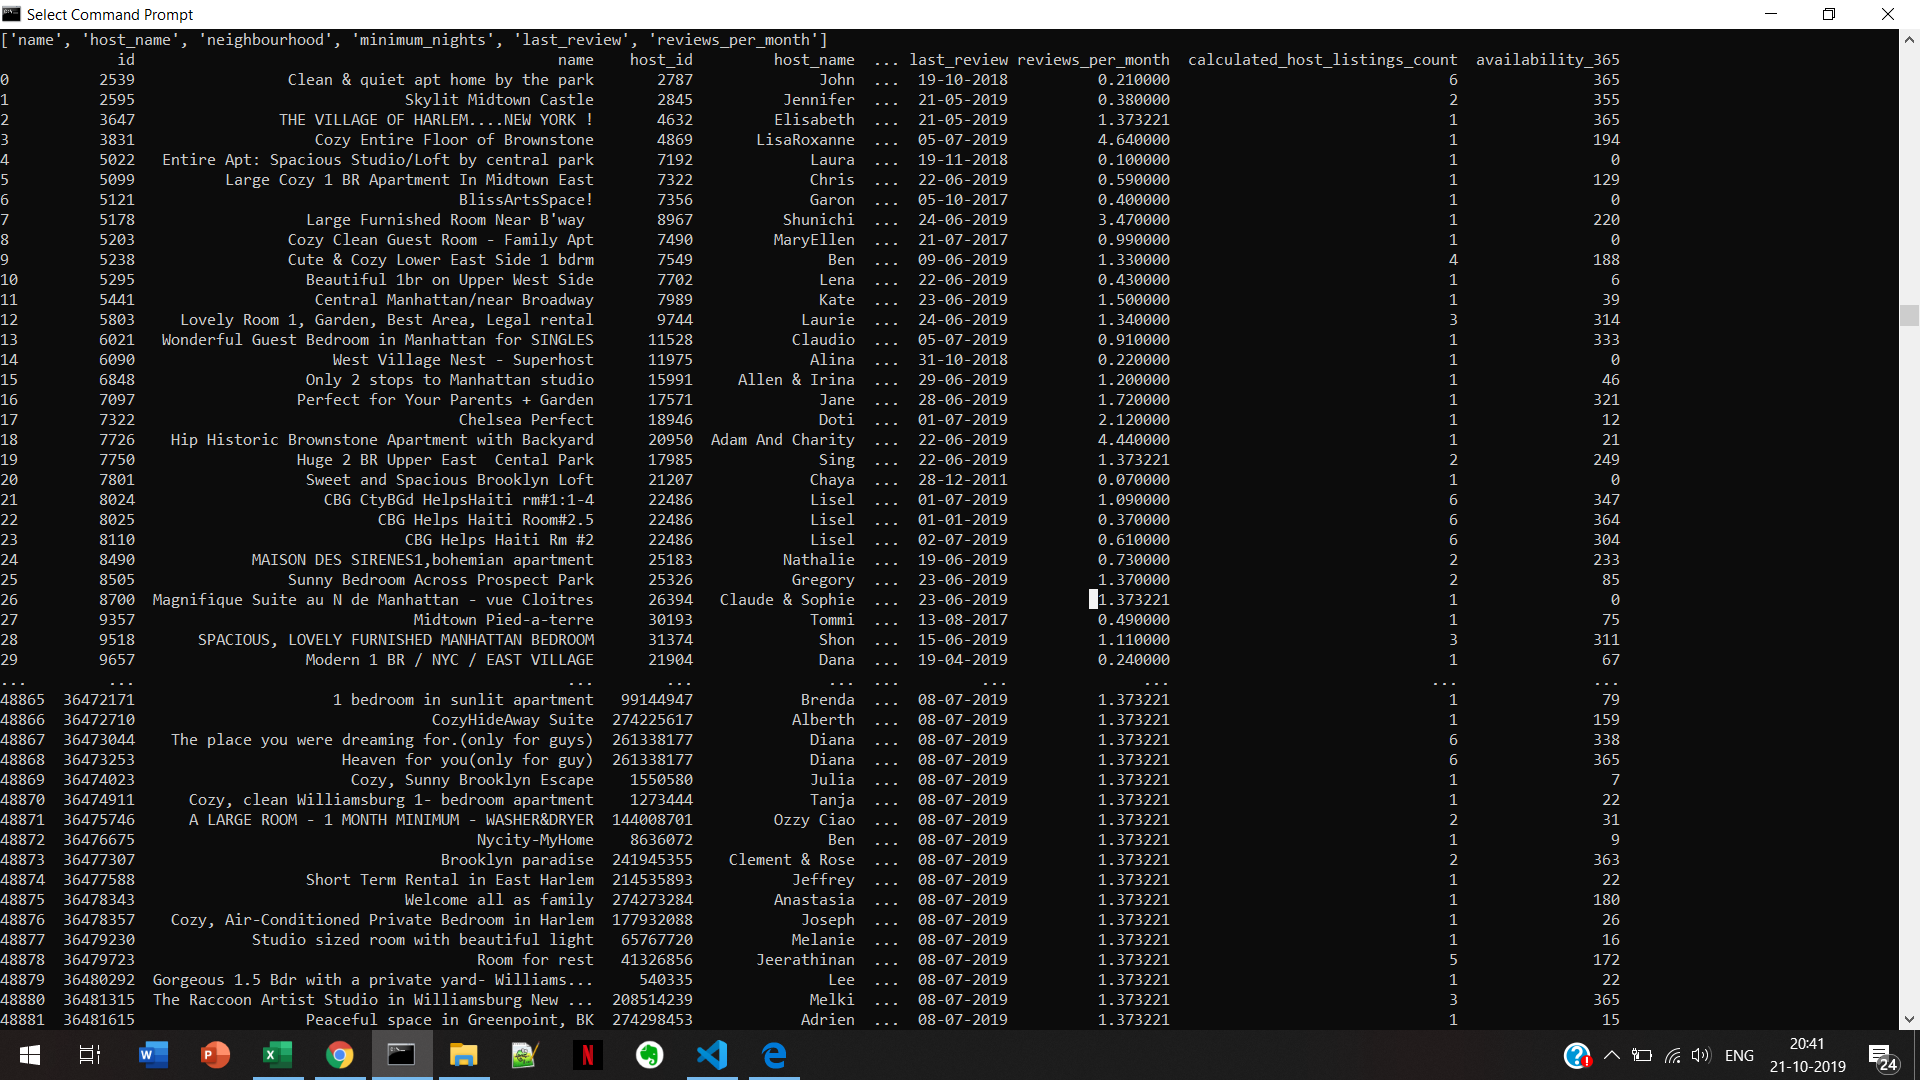 Select Command Prompt
['name', 'host_name', 'neighbourhood', 'minimum_nights', 'last_review', 'reviews_per_month']
id name host_id host_name ... last_review reviews_per_month calculated_host_listings_count availability_365
0 2539 Clean & quiet apt home by the park 2787 John ... 19-10-2018 0.210000 6 365
1 2595 Skylit Midtown Castle 2845 Jennifer ... 21-05-2019 0.380000 2 355
2 3647 THE VILLAGE OF HARLEM....NEW YORK ! 4632 Elisabeth ... 21-05-2019 1.373221 1 365
3 3831 Cozy Entire Floor of Brownstone 4869 LisaRoxanne ... 05-07-2019 4.640000 1 194
4 5022 Entire Apt: Spacious Studio/Loft by central park 7192 Laura ... 19-11-2018 0.100000 1 0
5 5099 Large Cozy 1 BR Apartment In Midtown East 7322 Chris ... 22-06-2019 0.590000 1 129
6 5121 BlissArtsSpace! 7356 Garon ... 05-10-2017 0.400000 1 0
7 5178 Large Furnished Room Near B'way 8967 Shunichi ... 24-06-2019 3.470000 1 220
8 5203 Cozy Clean Guest Room - Family Apt 7490 MaryEllen ... 21-07-2017 0.990000 1 0
9 5238 Cute & Cozy Lower East Side 1 bdrm 7549 Ben ... 09-06-2019 1.330000 4 188
10 5295 Beautiful 1br on Upper West Side 7702 Lena ... 22-06-2019 0.430000 1 6
11 5441 Central Manhattan/near Broadway 7989 Kate ... 23-06-2019 1.500000 1 39
12 5803 Lovely Room 1, Garden, Best Area, Legal rental 9744 Laurie ... 24-06-2019 1.340000 3 314
13 6021 Wonderful Guest Bedroom in Manhattan for SINGLES 11528 Claudio ... 05-07-2019 0.910000 1 333
14 6090 West Village Nest - Superhost 11975 Alina ... 31-10-2018 0.220000 1 0
15 6848 Only 2 stops to Manhattan studio 15991 Allen & Irina ... 29-06-2019 1.200000 1 46
16 7097 Perfect for Your Parents + Garden 17571 Jane ... 28-06-2019 1.720000 1 321
17 7322 Chelsea Perfect 18946 Doti ... 01-07-2019 2.120000 1 12
18 7726 Hip Historic Brownstone Apartment with Backyard 20950 Adam And Charity ... 22-06-2019 4.440000 1 21
19 7750 Huge 2 BR Upper East  Cental Park 17985 Sing ... 22-06-2019 1.373221 2 249
20 7801 Sweet and Spacious Brooklyn Loft 21207 Chaya ... 28-12-2011 0.070000 1 0
21 8024 CBG CtyBGd HelpsHaiti rm#1:1-4 22486 Lisel ... 01-07-2019 1.090000 6 347
22 8025 CBG Helps Haiti Room#2.5 22486 Lisel ... 01-01-2019 0.370000 6 364
23 8110 CBG Helps Haiti Rm #2 22486 Lisel ... 02-07-2019 0.610000 6 304
24 8490 MAISON DES SIRENES1,bohemian apartment 25183 Nathalie ... 19-06-2019 0.730000 2 233
25 8505 Sunny Bedroom Across Prospect Park 25326 Gregory ... 23-06-2019 1.370000 2 85
26 8700 Magnifique Suite au N de Manhattan - vue Cloitres 26394 Claude & Sophie ... 23-06-2019 1.373221 1 0
27 9357 Midtown Pied-a-terre 30193 Tommi ... 13-08-2017 0.490000 1 75
28 9518 SPACIOUS, LOVELY FURNISHED MANHATTAN BEDROOM 31374 Shon ... 15-06-2019 1.110000 3 311
29 9657 Modern 1 BR / NYC / EAST VILLAGE 21904 Dana ... 19-04-2019 0.240000 1 67
... ... ... ... ... ... ... ... ... ...
48865 36472171 1 bedroom in sunlit apartment 99144947 Brenda ... 08-07-2019 1.373221 1 79
48866 36472710 CozyHideAway Suite 274225617 Alberth ... 08-07-2019 1.373221 1 159
48867 36473044 The place you were dreaming for.(only for guys) 261338177 Diana ... 08-07-2019 1.373221 6 338
48868 36473253 Heaven for you(only for guy) 261338177 Diana ... 08-07-2019 1.373221 6 365
48869 36474023 Cozy, Sunny Brooklyn Escape 1550580 Julia ... 08-07-2019 1.373221 1 7
48870 36474911 Cozy, clean Williamsburg 1- bedroom apartment 1273444 Tanja ... 08-07-2019 1.373221 1 22
48871 36475746 A LARGE ROOM - 1 MONTH MINIMUM - WASHER&DRYER 144008701 Ozzy Ciao ... 08-07-2019 1.373221 2 31
48872 36476675 Nycity-MyHome 8636072 Ben ... 08-07-2019 1.373221 1 9
48873 36477307 Brooklyn paradise 241945355 Clement & Rose ... 08-07-2019 1.373221 2 363
48874 36477588 Short Term Rental in East Harlem 214535893 Jeffrey ... 08-07-2019 1.373221 1 22
48875 36478343 Welcome all as family 274273284 Anastasia ... 08-07-2019 1.373221 1 180
48876 36478357 Cozy, Air-Conditioned Private Bedroom in Harlem 177932088 Joseph ... 08-07-2019 1.373221 1 26
48877 36479230 Studio sized room with beautiful light 65767720 Melanie ... 08-07-2019 1.373221 1 16
48878 36479723 Room for rest 41326856 Jeerathinan ... 08-07-2019 1.373221 5 172
48879 36480292 Gorgeous 1.5 Bdr with a private yard- Williams... 540335 Lee ... 08-07-2019 1.373221 1 22
48880 36481315 The Raccoon Artist Studio in Williamsburg New ... 208514239 Melki ... 08-07-2019 1.373221 3 365
48881 36481615 Peaceful space in Greenpoint, BK 274298453 Adrien ... 08-07-2019 1.373221 1 15
ENG
20:41
21-10-2019
24